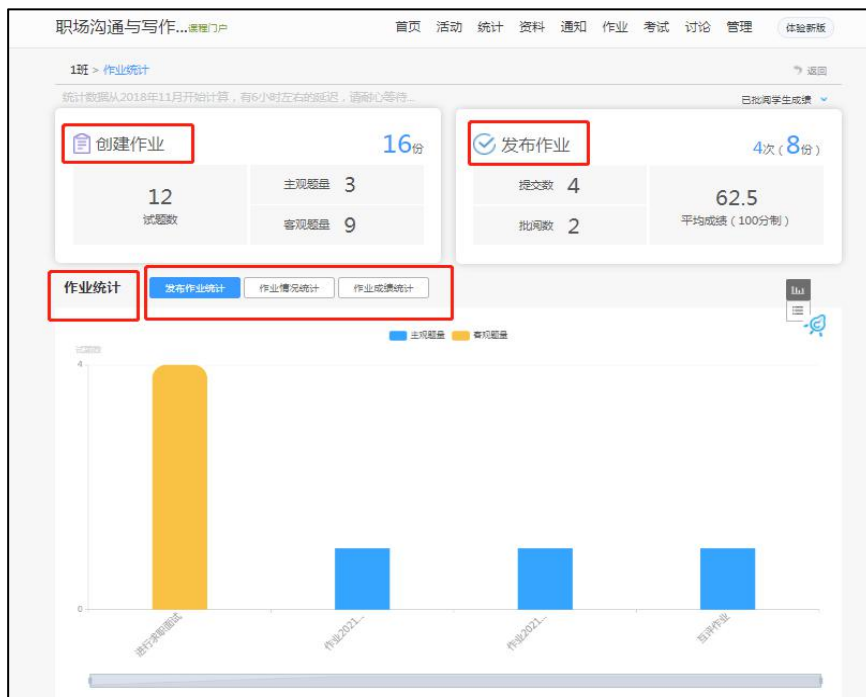 职场沟通与写作...课程门户 首页 活动 统计 资料 通知 作业 考试 讨论 管理 体验新版
1班 > 作业统计 返回
统计数据从2018年11月开始计算，有6小时左右的延迟，请耐心等待... 已批阅学生成绩
创建作业 16份
12
试题数
主观题量 3
客观题量 9
发布作业 4次（8份）
提交数 4
批阅数 2
62.5
平均成绩（100分制）
作业统计 发布作业统计 作业情况统计 作业成绩统计
主观题量 客观题量
试题数
4
0
进行求职面试 作业2021... 作业2021... 互评作业